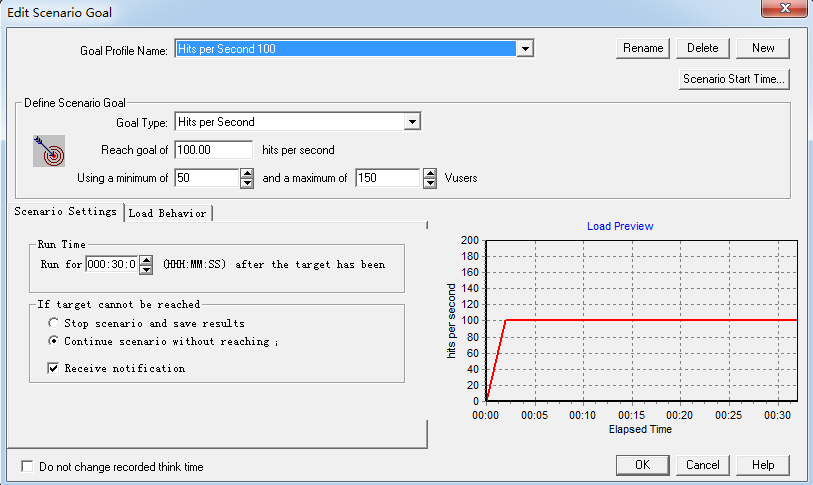 Edit Scenario Goal
Goal Profile Name: Hits per Second 100
Rename Delete New
Scenario Start Time...
Define Scenario Goal
Goal Type: Hits per Second
Reach goal of 100.00 hits per second
Using a minimum of 50 and a maximum of 150 Vusers
Scenario Settings Load Behavior
Run Time
Run for 000:30:0 (HHH:MM:SS) after the target has been
If target cannot be reached
Stop scenario and save results
Continue scenario without reaching
Receive notification
Load Preview
hits per second
200
180
160
140
120
100
80
60
40
20
0
00:00 00:05 00:10 00:15 00:20 00:25 00:30
Elapsed Time
Do not change recorded think time
OK Cancel Help